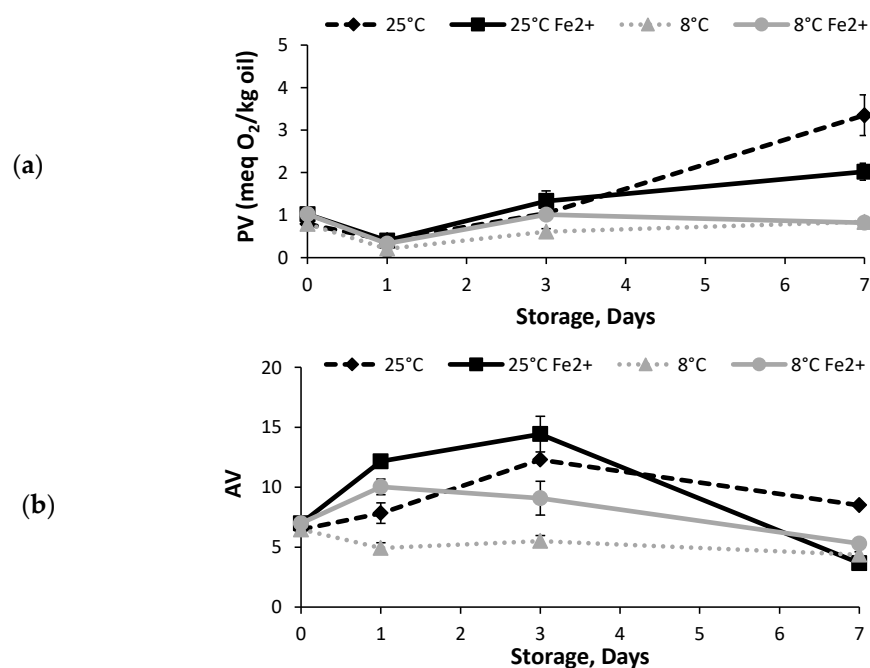 25°C 25°C Fe2+ 8°C 8°C Fe2+
5
4
3
2
1
0
PV (meq O₂/kg oil)
(a)
0 1 2 3 4 5 6 7
Storage, Days
25°C 25°C Fe2+ 8°C 8°C Fe2+
20
15
10
5
0
AV
(b)
0 1 2 3 4 5 6 7
Storage, Days